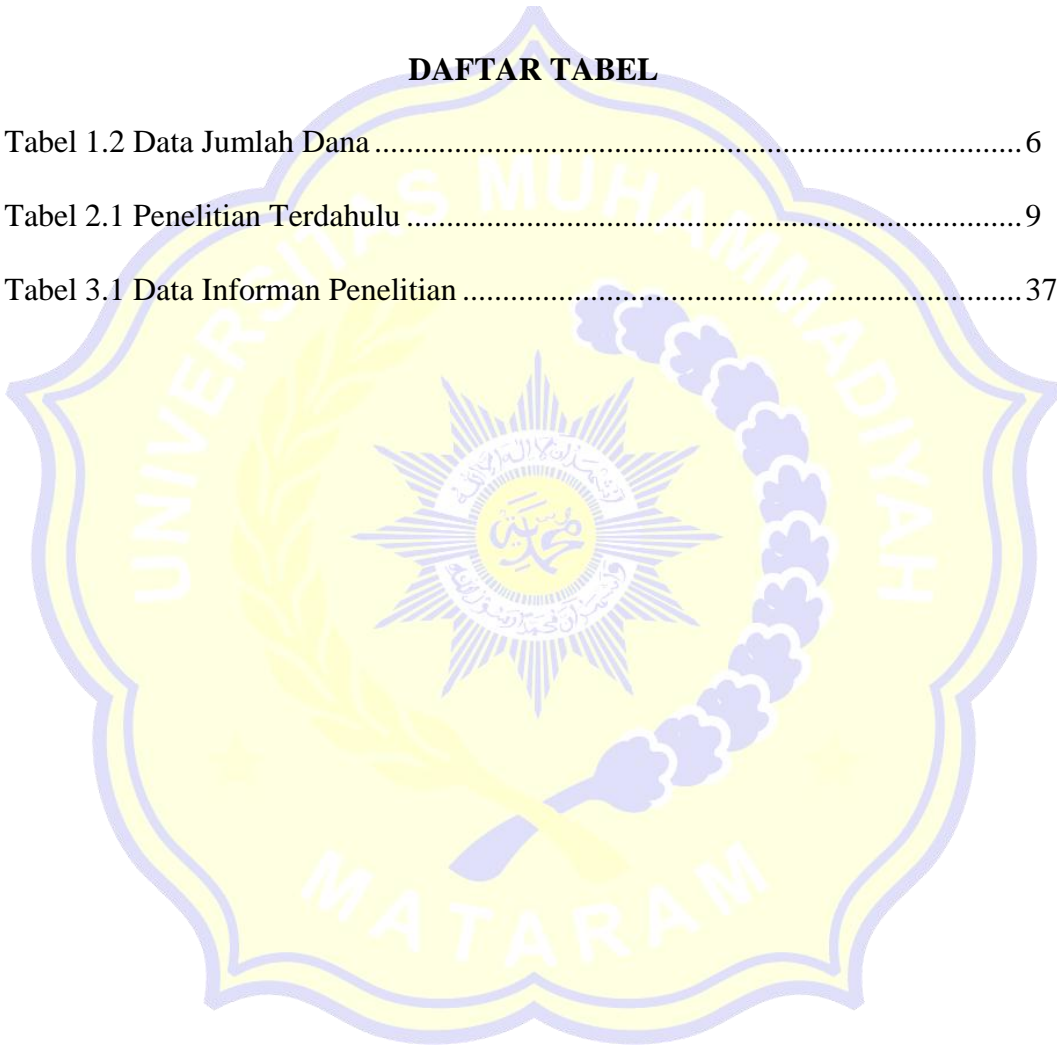 DAFTAR TABEL
Tabel 1.2 Data Jumlah Dana ................................................................................ 6
Tabel 2.1 Penelitian Terdahulu ............................................................................ 9
Tabel 3.1 Data Informan Penelitian ..................................................................... 37
UNIVERSITAS MUHAMMADIYAH
MATARAM